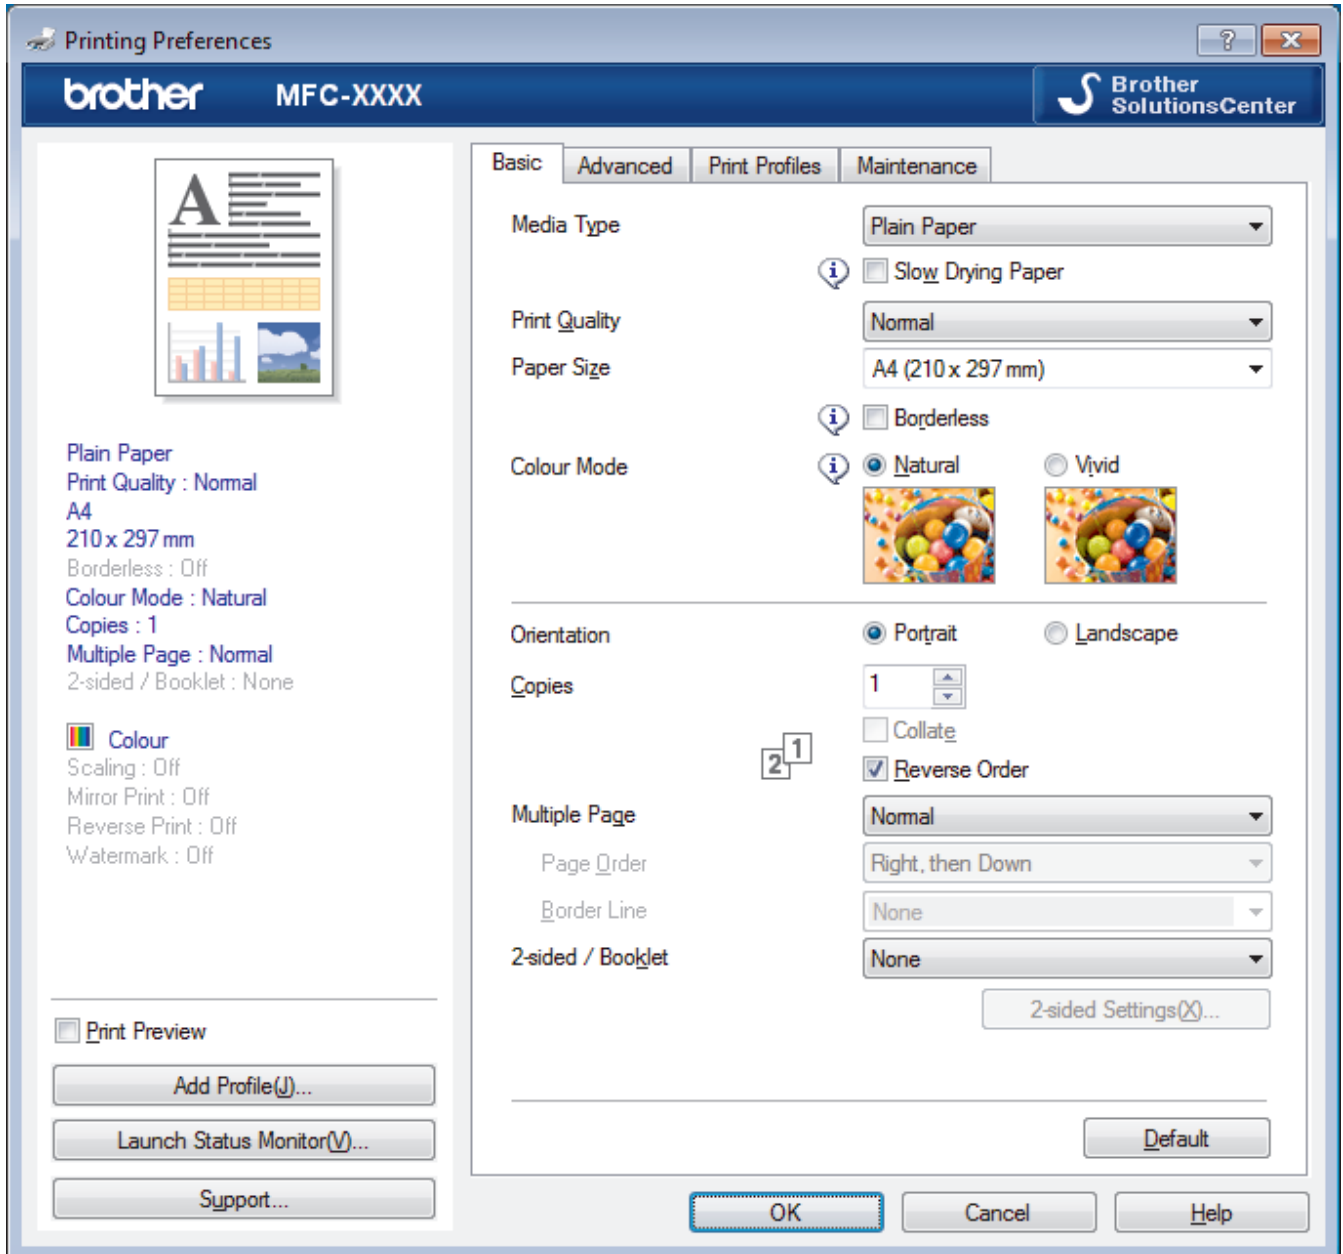 Printing Preferences
brother MFC-XXXX
Brother
SolutionsCenter
A
Plain Paper
Print Quality : Normal
A4
210 x 297 mm
Borderless : Off
Colour Mode : Natural
Copies : 1
Multiple Page : Normal
2-sided / Booklet : None
Colour
Scaling : Off
Mirror Print : Off
Reverse Print : Off
Watermark : Off
Print Preview
Add Profile(J)...
Launch Status Monitor(V)...
Support...
Basic Advanced Print Profiles Maintenance
Media Type Plain Paper
Slow Drying Paper
Print Quality Normal
Paper Size A4 (210 x 297 mm)
Borderless
Colour Mode Natural Vivid
Orientation Portrait Landscape
Copies 1
Collate
2 1
Reverse Order
Multiple Page Normal
Page Order Right, then Down
Border Line None
2-sided / Booklet None
2-sided Settings(X)...
Default
OK Cancel Help